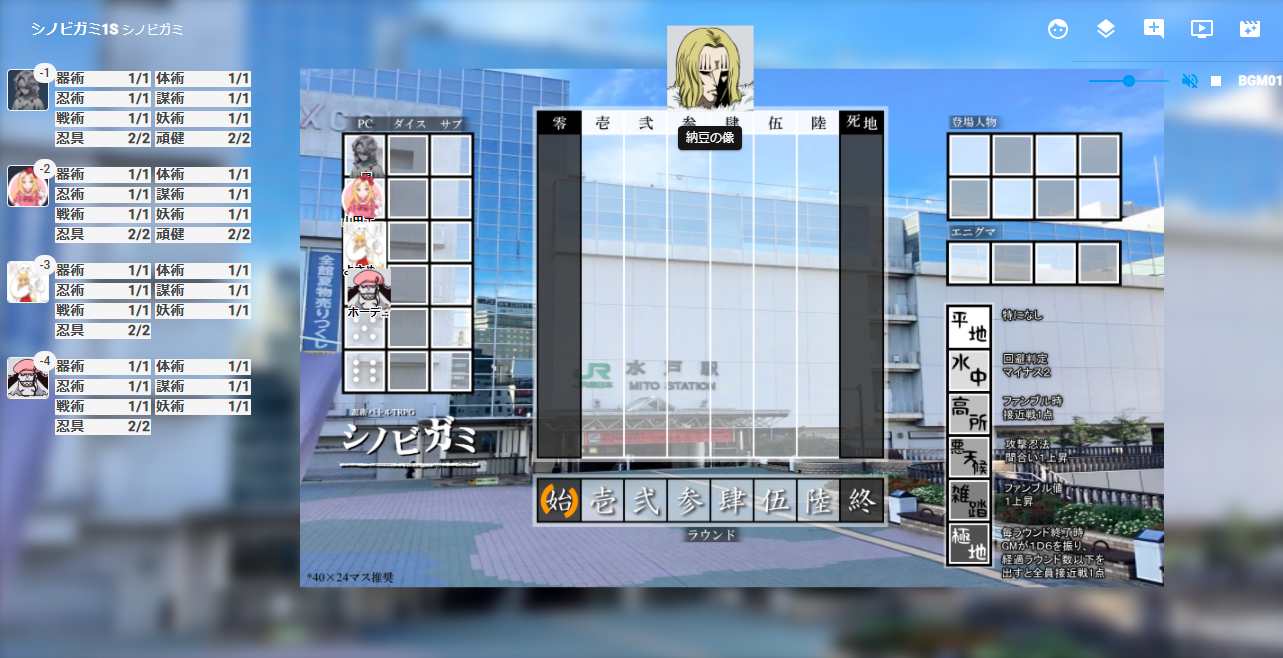 シノビガミ1S シノビガミ
BGM01
-1
器術 1/1 体術 1/1
忍術 1/1 謀術 1/1
戦術 1/1 妖術 1/1
忍具 2/2 頑健 2/2
-2
器術 1/1 体術 1/1
忍術 1/1 謀術 1/1
戦術 1/1 妖術 1/1
忍具 2/2 頑健 2/2
-3
器術 1/1 体術 1/1
忍術 1/1 謀術 1/1
戦術 1/1 妖術 1/1
忍具 2/2
-4
器術 1/1 体術 1/1
忍術 1/1 謀術 1/1
戦術 1/1 妖術 1/1
忍具 2/2
PC ダイス サブ
ホーテ…
全館夏物売りつくし
忍術バトルTRPG
シノビガミ
*40×24マス推奨
零 壱 弐 参 肆 伍 陸 死地
納豆の像
JR 水戸駅
MITO STATION
始 壱 弐 参 肆 伍 陸 終
ラウンド
登場人物
エニグマ
平地 特になし
水中 回避判定
マイナス2
高所 ファンブル時
接近戦1点
悪天候 攻撃忍法
間合い1上昇
雑踏 ファンブル値
1上昇
極地 毎ラウンド終了時
GMが1D6を振り、
経過ラウンド数以下を
出すと全員接近戦1点